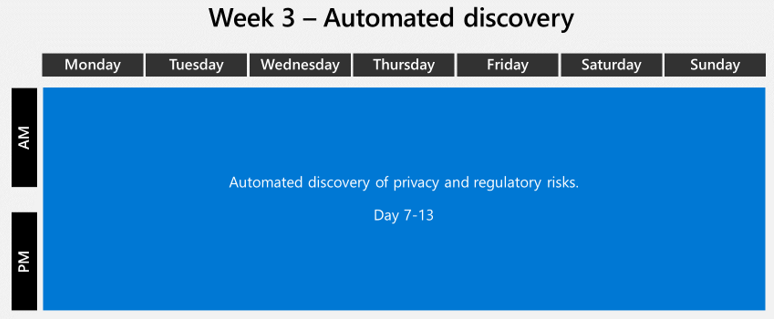 Week 3 – Automated discovery
Monday Tuesday Wednesday Thursday Friday Saturday Sunday
AM
Automated discovery of privacy and regulatory risks.
Day 7-13
PM